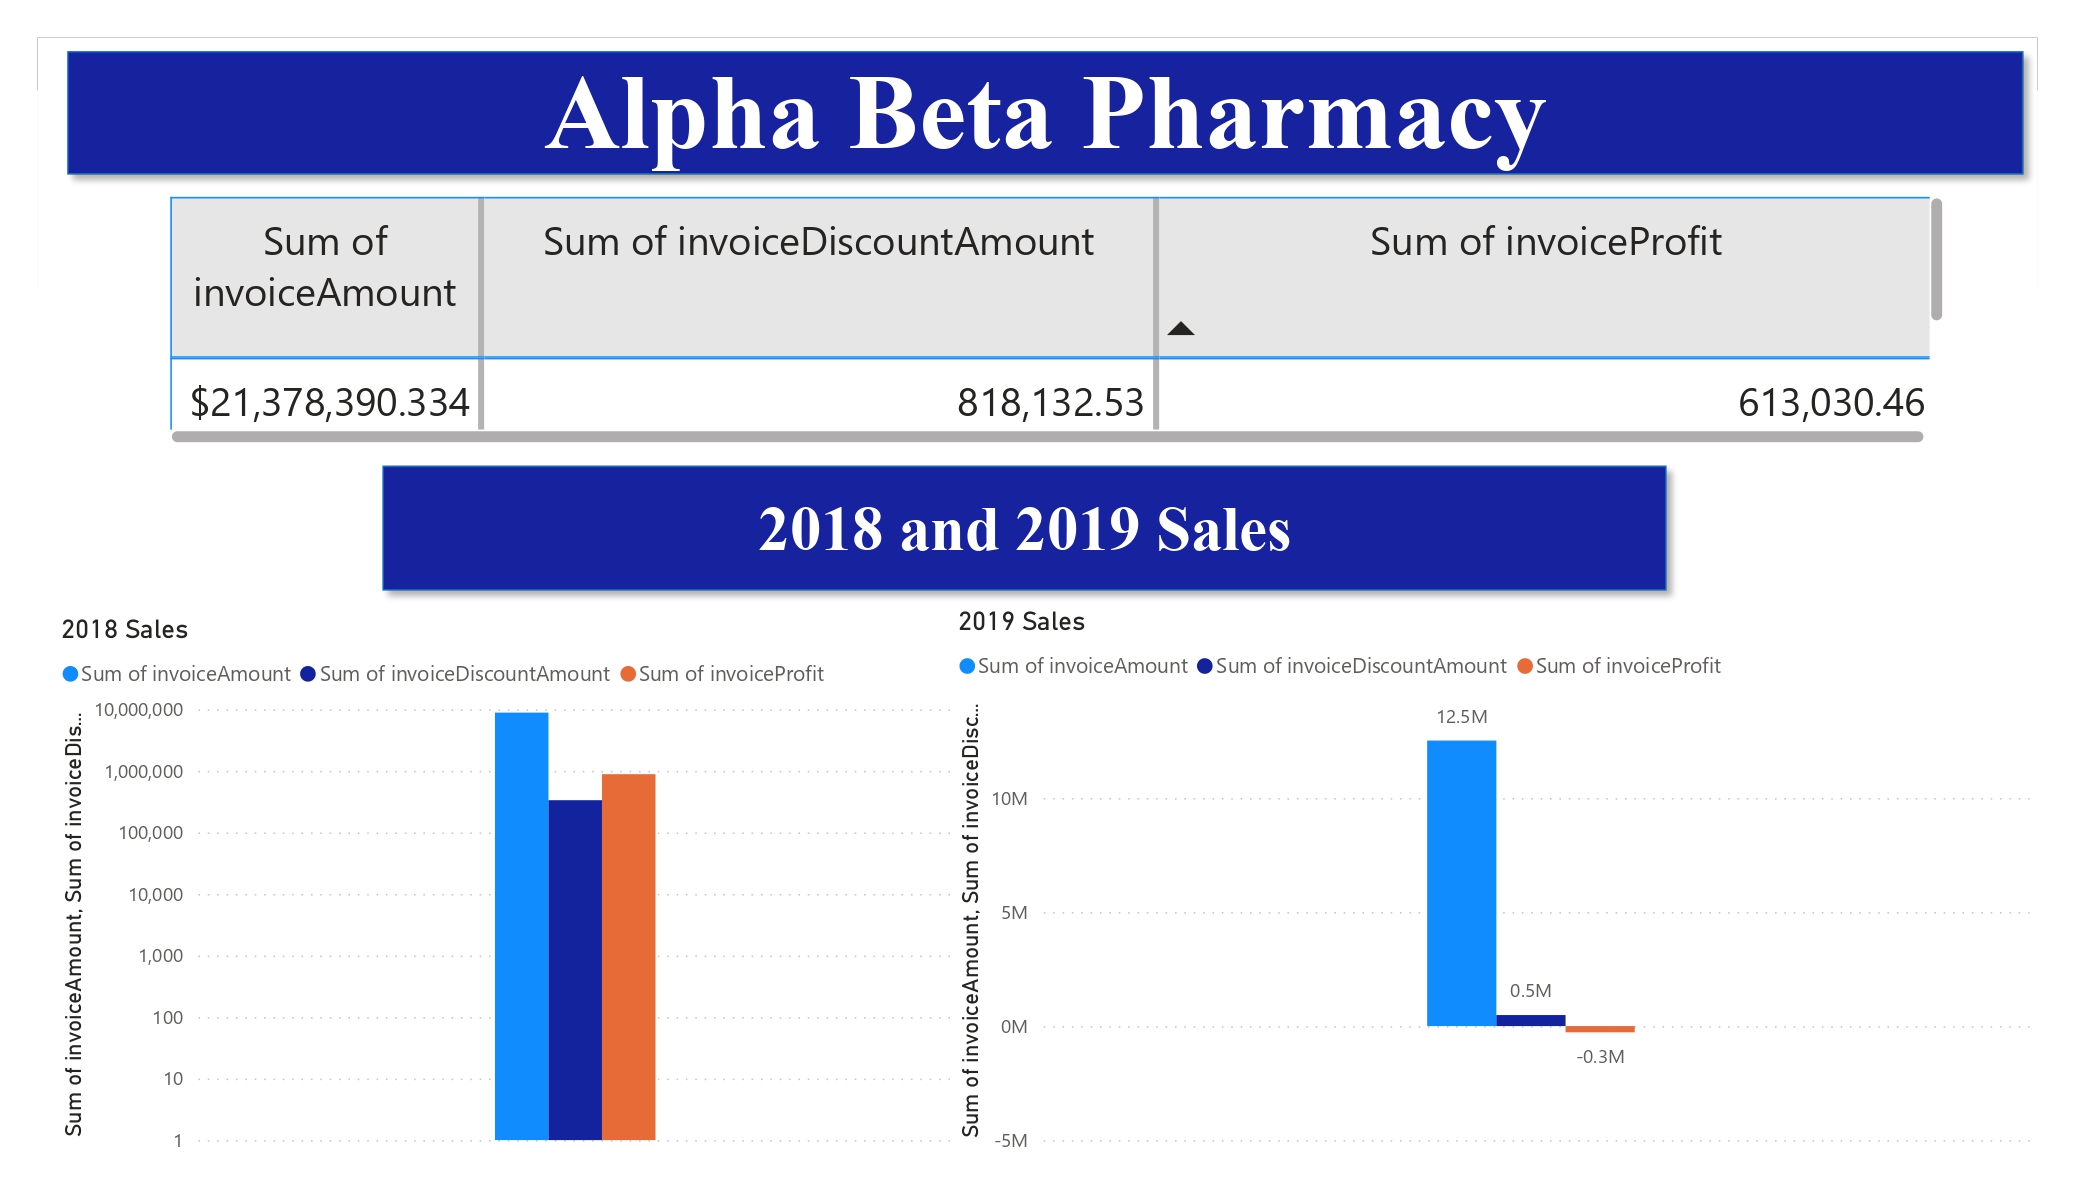 Alpha Beta Pharmacy
Sum of invoiceAmount
Sum of invoiceDiscountAmount
Sum of invoiceProfit
$21,378,390.334
818,132.53
613,030.46
2018 and 2019 Sales
2018 Sales
Sum of invoiceAmount Sum of invoiceDiscountAmount Sum of invoiceProfit
Sum of invoiceAmount, Sum of invoiceDis...
10,000,000
1,000,000
100,000
10,000
1,000
100
10
1
2019 Sales
Sum of invoiceAmount Sum of invoiceDiscountAmount Sum of invoiceProfit
Sum of invoiceAmount, Sum of invoiceDisc...
10M
5M
0M
-5M
12.5M
0.5M
-0.3M